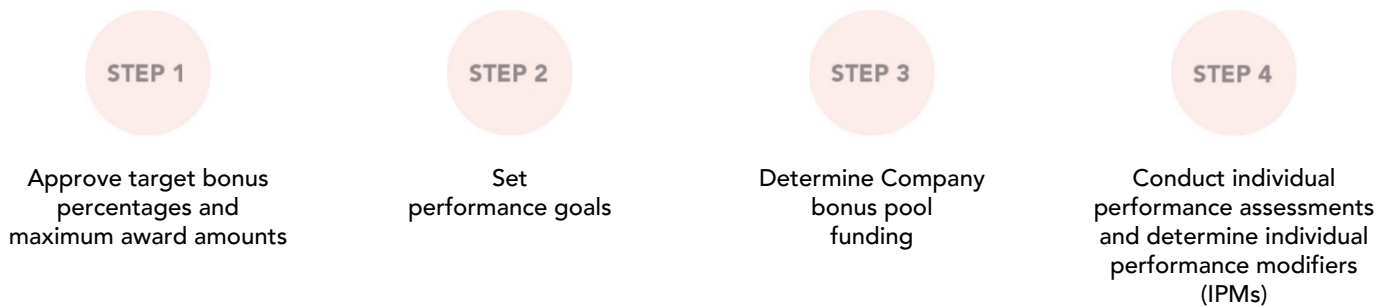 STEP 1
Approve target bonus
percentages and
maximum award amounts
STEP 2
Set
performance goals
STEP 3
Determine Company
bonus pool
funding
STEP 4
Conduct individual
performance assessments
and determine individual
performance modifiers
(IPMs)